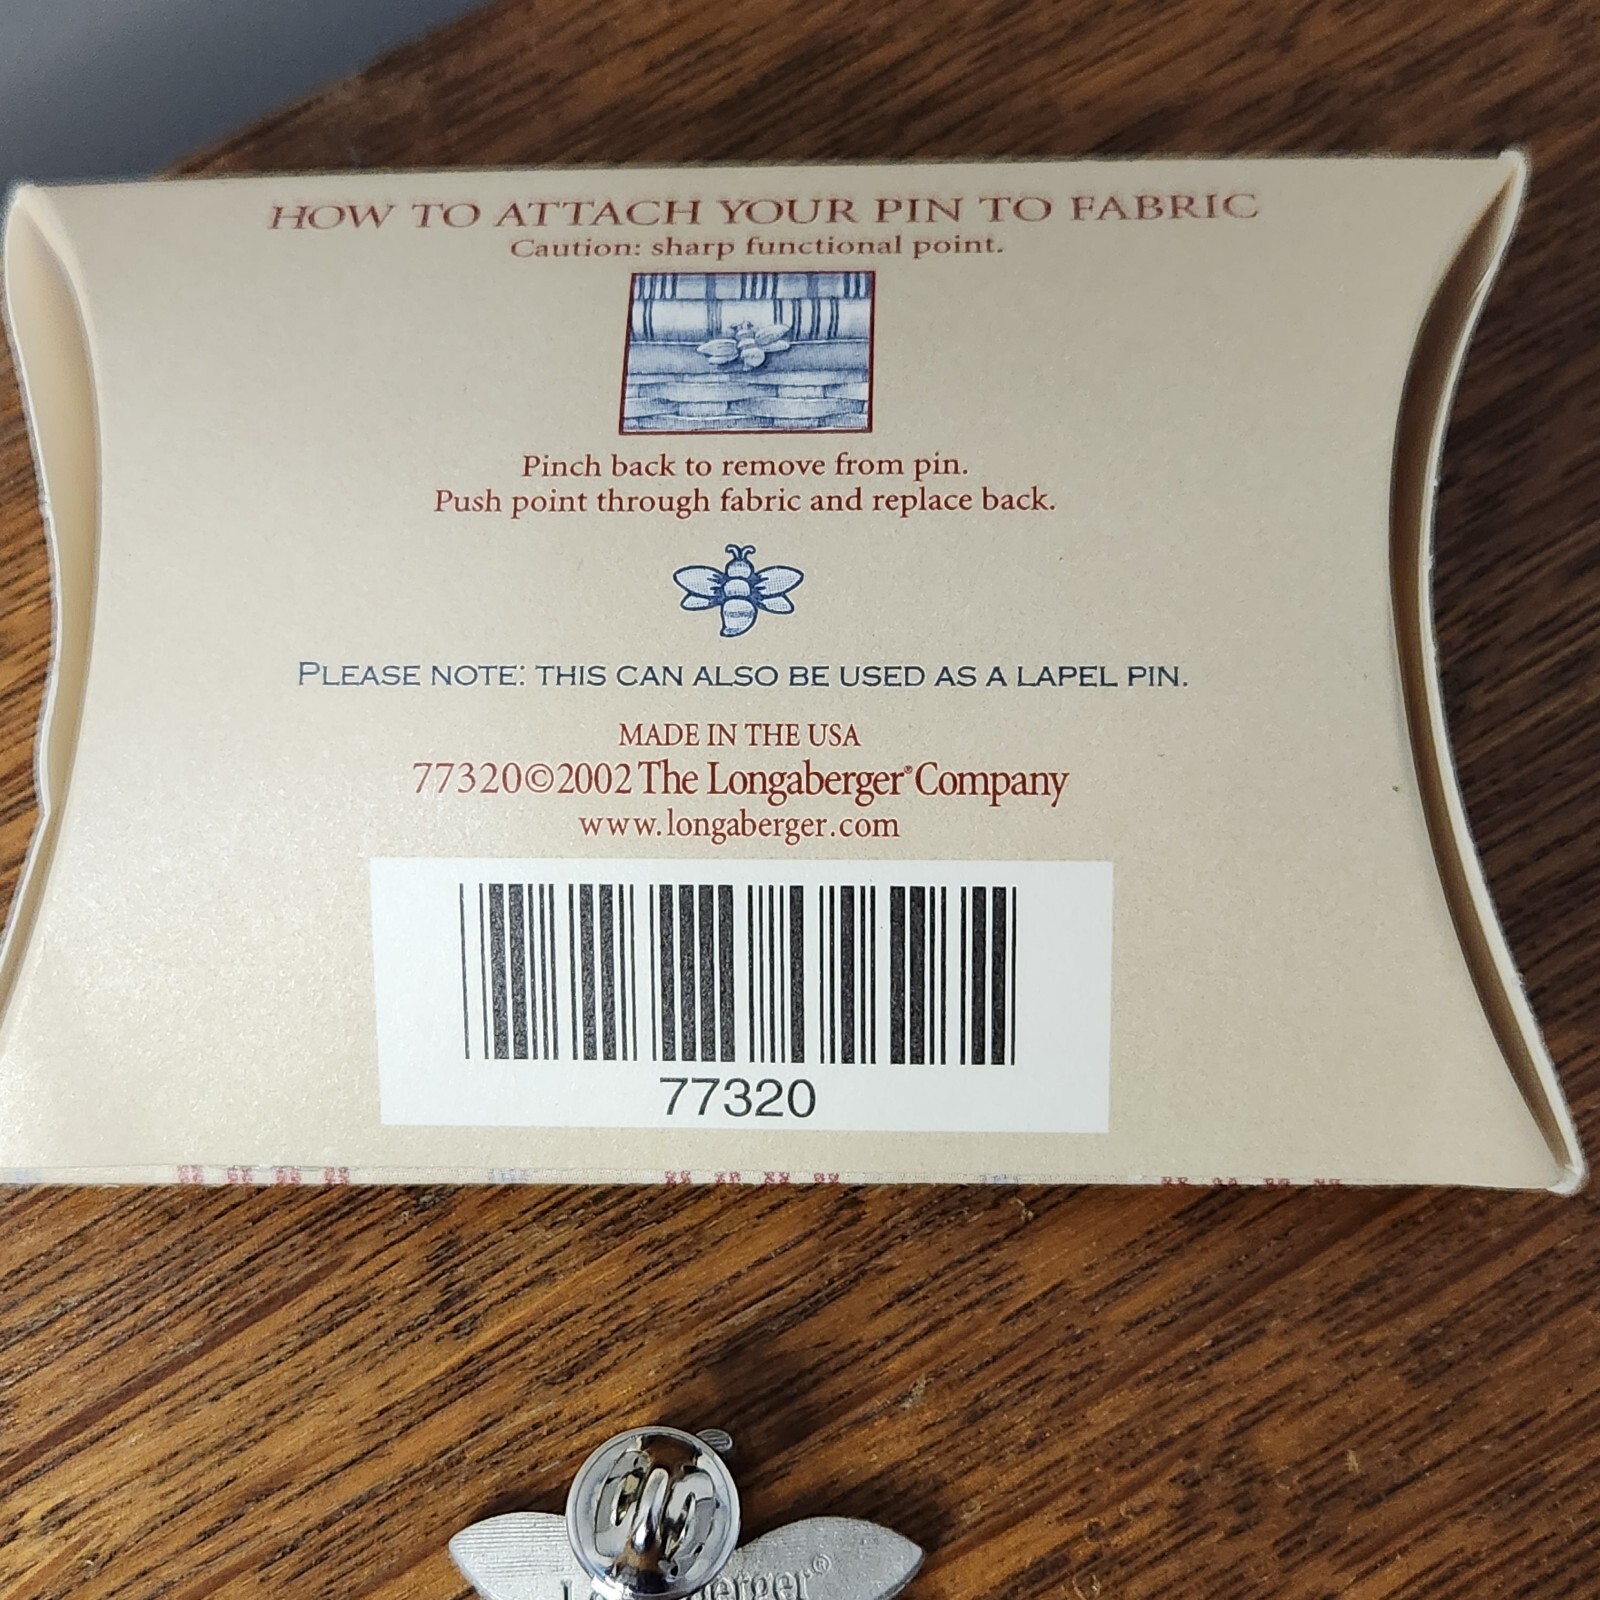 HOW TO ATTACH YOUR PIN TO FABRIC
Caution: sharp functional point.
Pinch back to remove from pin.
Push point through fabric and replace back.
PLEASE NOTE: THIS CAN ALSO BE USED AS A LAPEL PIN.
MADE IN THE USA
77320©2002 The Longaberger® Company
www.longaberger.com
77320